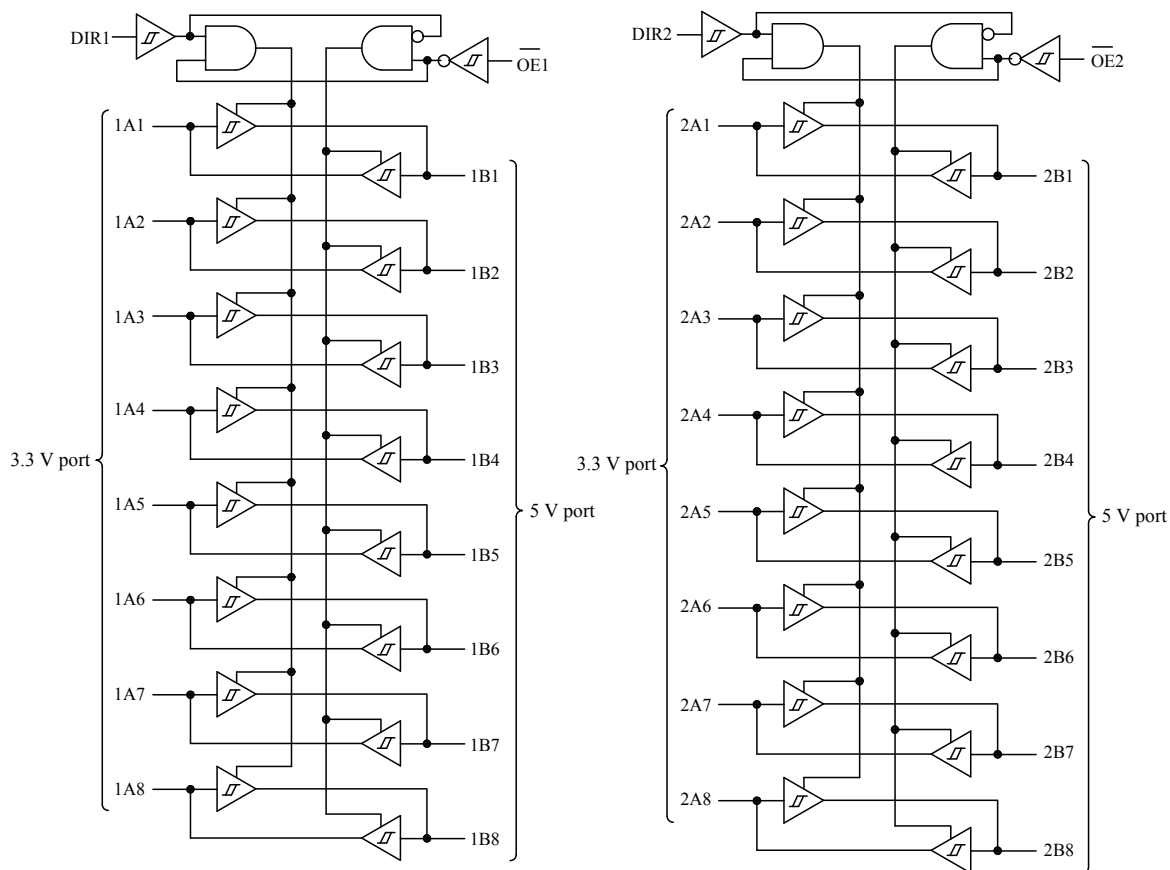 DIR1
OE1
1A1
1B1
1A2
1B2
1A3
1B3
1A4
1B4
3.3 V port
1A5
5 V port
1B5
1A6
1B6
1A7
1B7
1A8
1B8
DIR2
OE2
2A1
2B1
2A2
2B2
2A3
2B3
2A4
2B4
3.3 V port
2A5
5 V port
2B5
2A6
2B6
2A7
2B7
2A8
2B8